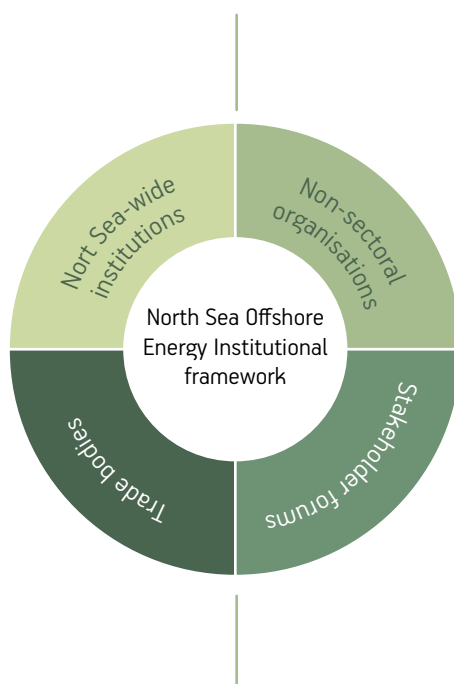 Nort Sea-wide
institutions
Non-sectoral
organisations
North Sea Offshore
Energy Institutional
framework
Trade bodies
Stakeholder forums